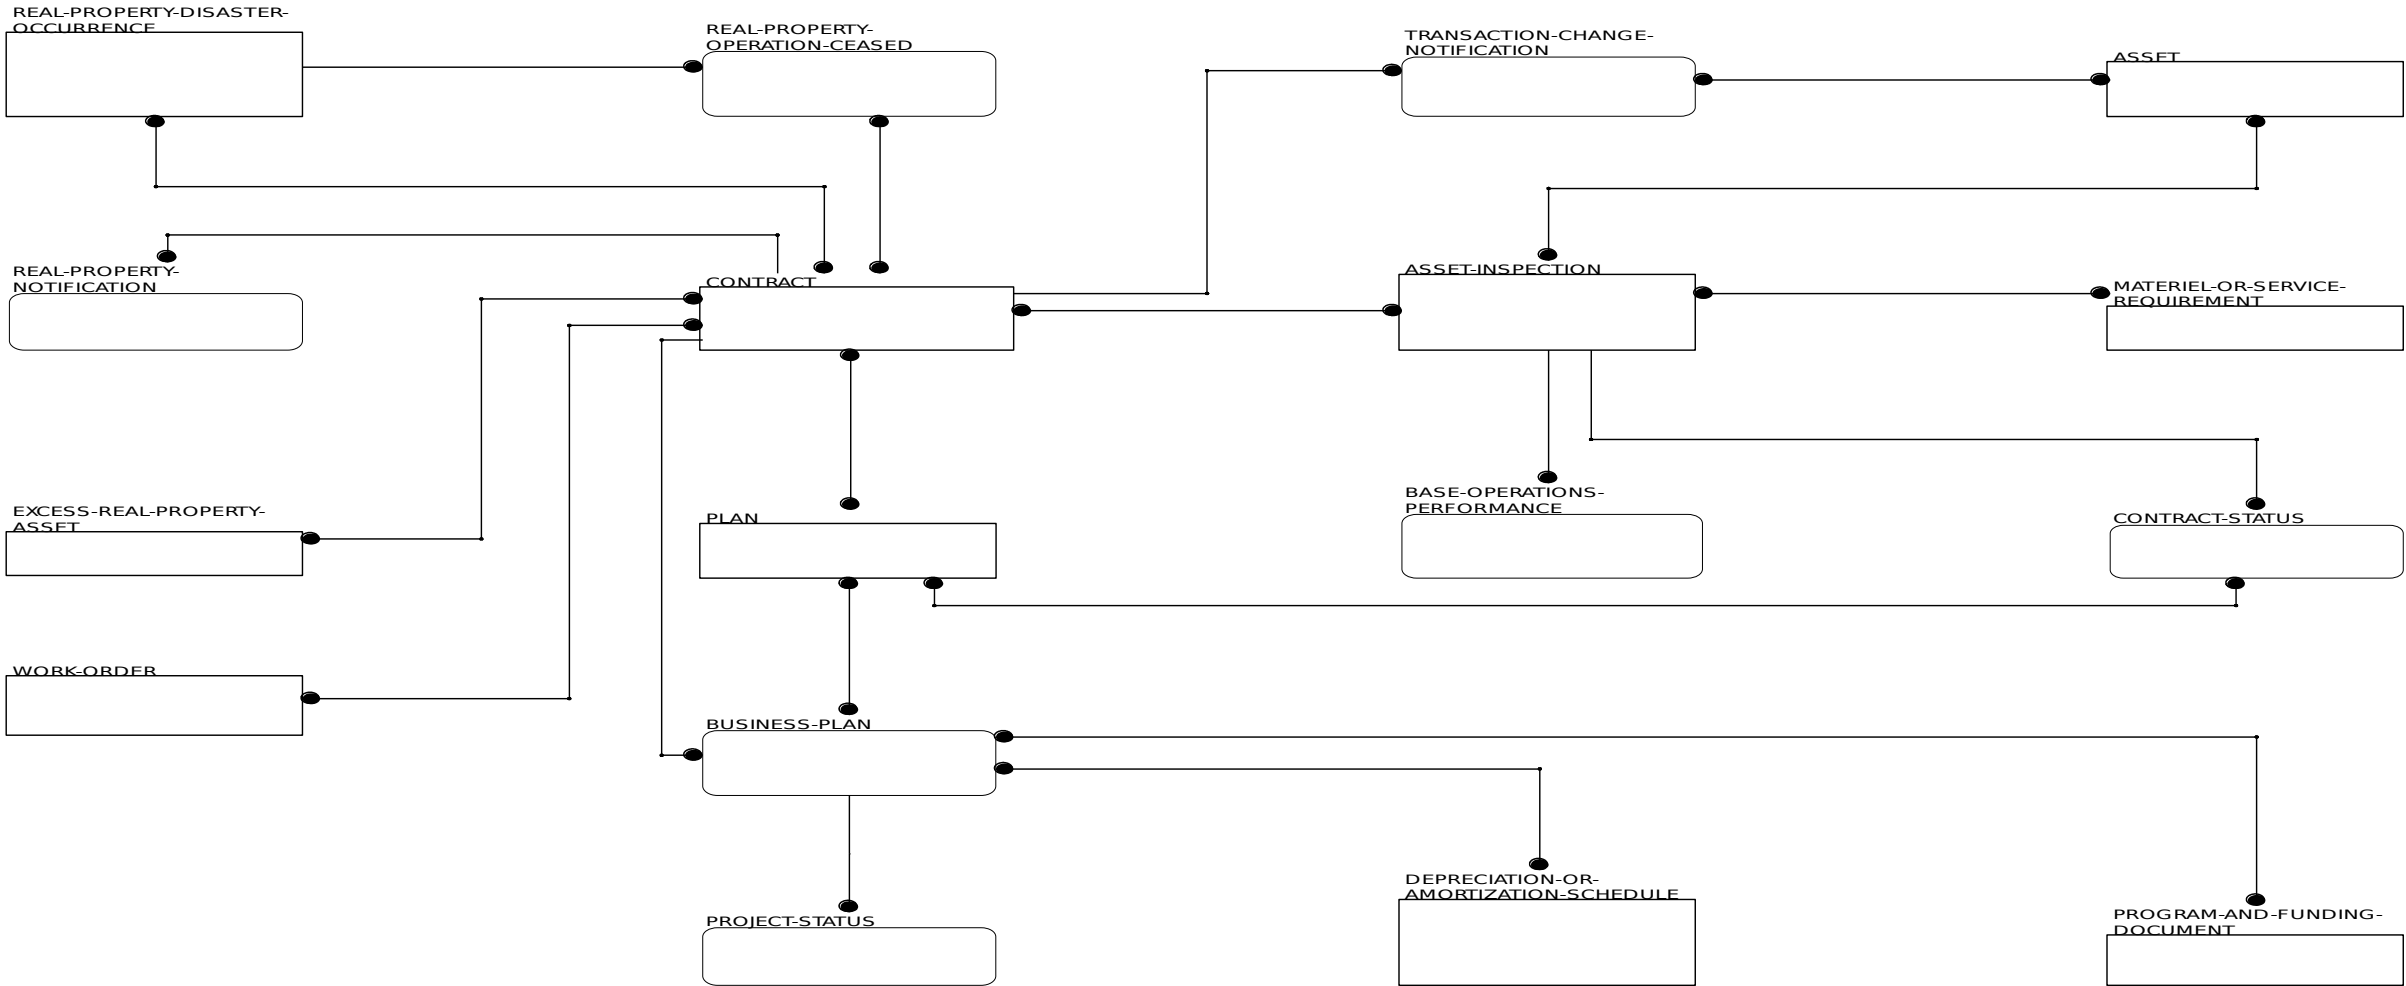 REAL-PROPERTY-DISASTER-
OCCURRENCE
REAL-PROPERTY-
OPERATION-CEASED
TRANSACTION-CHANGE-
NOTIFICATION
ASSET
REAL-PROPERTY-
NOTIFICATION
CONTRACT
ASSET-INSPECTION
MATERIEL-OR-SERVICE-
REQUIREMENT
EXCESS-REAL-PROPERTY-
ASSET
PLAN
BASE-OPERATIONS-
PERFORMANCE
CONTRACT-STATUS
WORK-ORDER
BUSINESS-PLAN
PROJECT-STATUS
DEPRECIATION-OR-
AMORTIZATION-SCHEDULE
PROGRAM-AND-FUNDING-
DOCUMENT